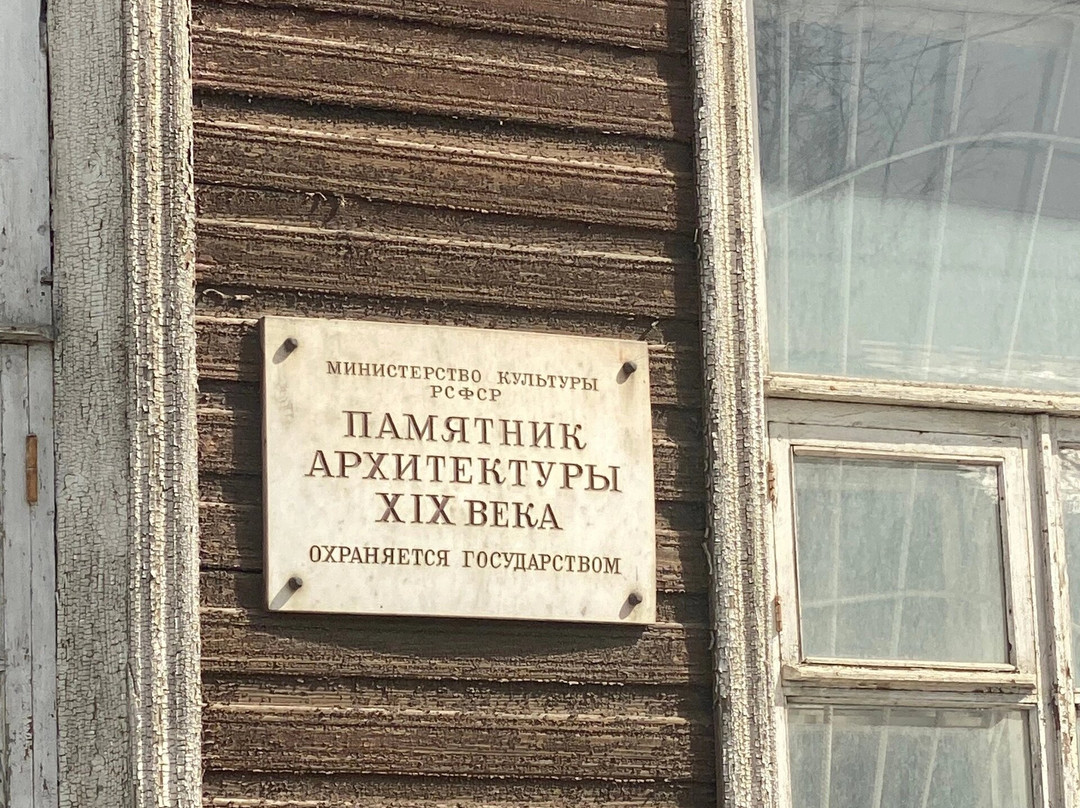 МИНИСТЕРСТВО КУЛЬТУРЫ
РСФСР
ПАМЯТНИК
АРХИТЕКТУРЫ
XIX ВЕКА
ОХРАНЯЕТСЯ ГОСУДАРСТВОМ